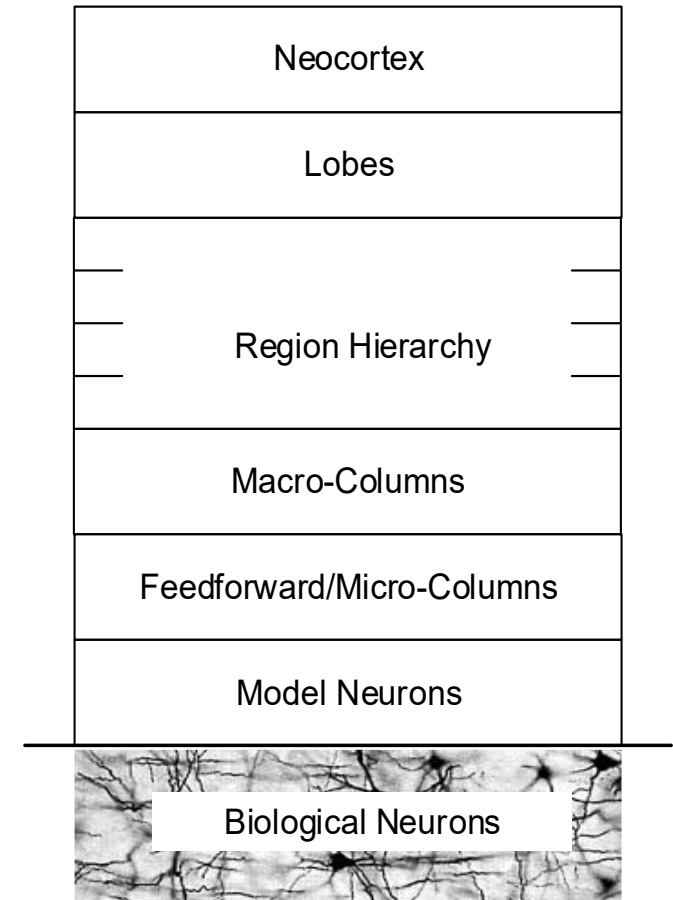 Neocortex
Lobes
Region Hierarchy
Macro-Columns
Feedforward/Micro-Columns
Model Neurons
Biological Neurons